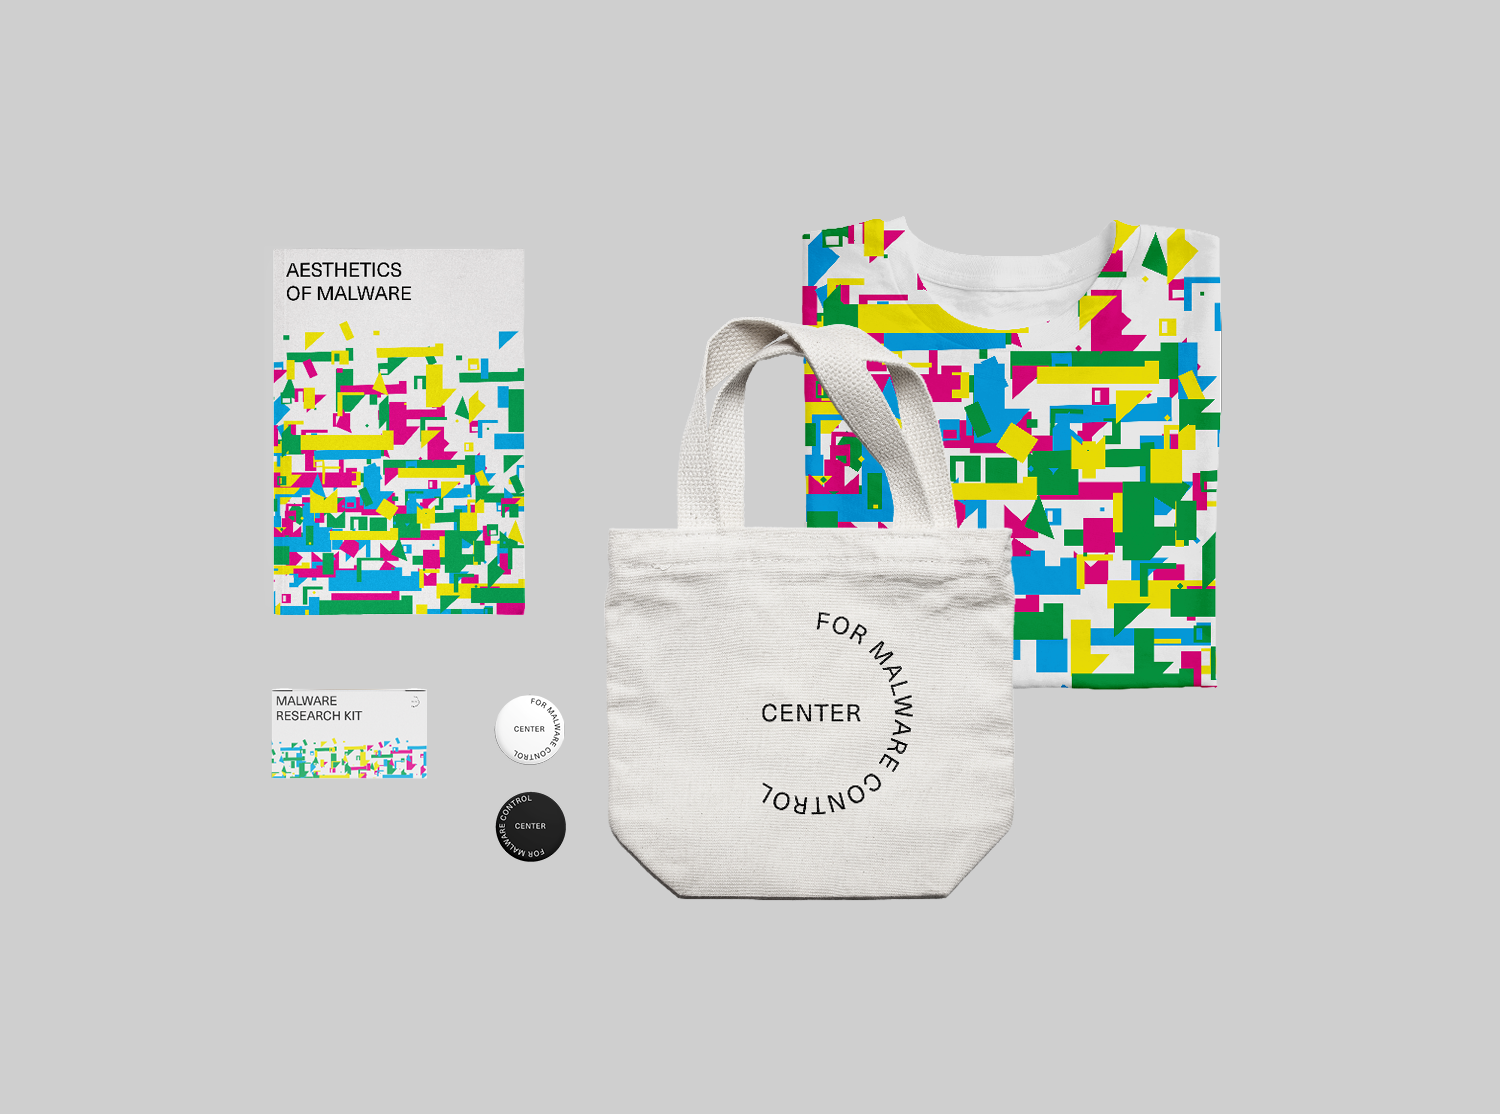 AESTHETICS
OF MALWARE
MALWARE
RESEARCH KIT
CENTER
FOR MALWARE CONTROL
CENTER
FOR MALWARE CONTROL
CENTER
FOR MALWARE CONTROL